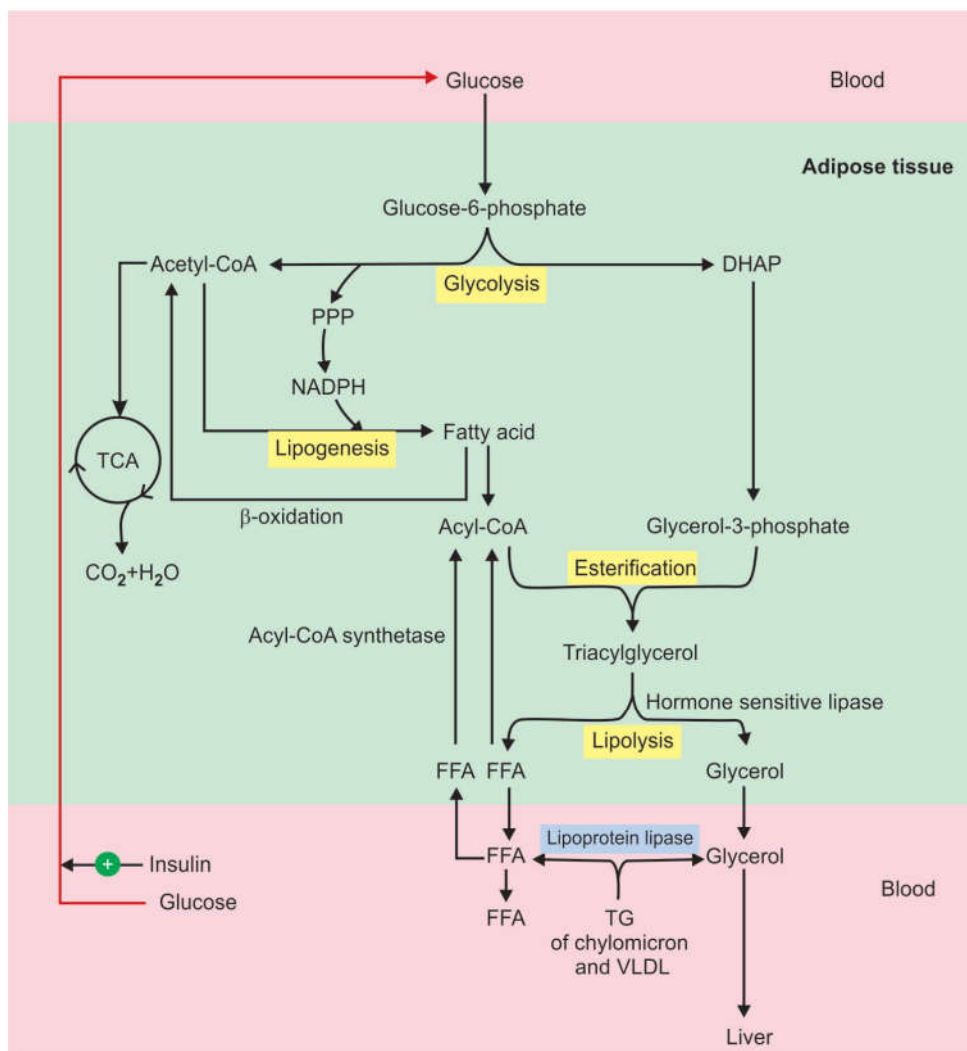 Glucose
Blood
Adipose tissue
Glucose-6-phosphate
Acetyl-CoA
DHAP
Glycolysis
PPP
NADPH
Lipogenesis
Fatty acid
TCA
β-oxidation
Acyl-CoA
Glycerol-3-phosphate
CO₂+H₂O
Esterification
Acyl-CoA synthetase
Triacylglycerol
Hormone sensitive lipase
Lipolysis
FFA FFA
Glycerol
Lipoprotein lipase
+ Insulin
FFA
Glycerol
Blood
Glucose
FFA
TG
of chylomicron
and VLDL
Liver